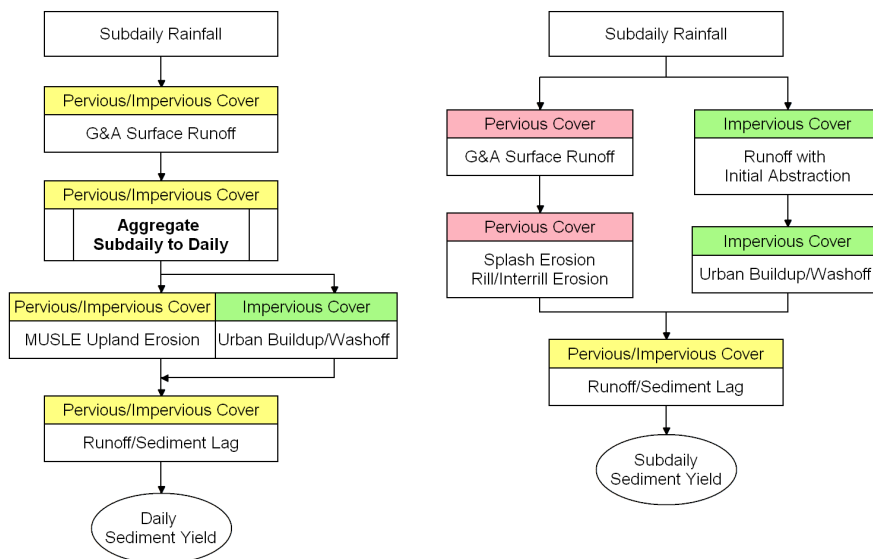 Subdaily Rainfall
Pervious/Impervious Cover
G&A Surface Runoff
Pervious/Impervious Cover
Aggregate
Subdaily to Daily
Pervious/Impervious Cover
MUSLE Upland Erosion
Impervious Cover
Urban Buildup/Washoff
Pervious/Impervious Cover
Runoff/Sediment Lag
Daily
Sediment Yield
Subdaily Rainfall
Pervious Cover
G&A Surface Runoff
Impervious Cover
Runoff with
Initial Abstraction
Pervious Cover
Splash Erosion
Rill/Interrill Erosion
Impervious Cover
Urban Buildup/Washoff
Pervious/Impervious Cover
Runoff/Sediment Lag
Subdaily
Sediment Yield